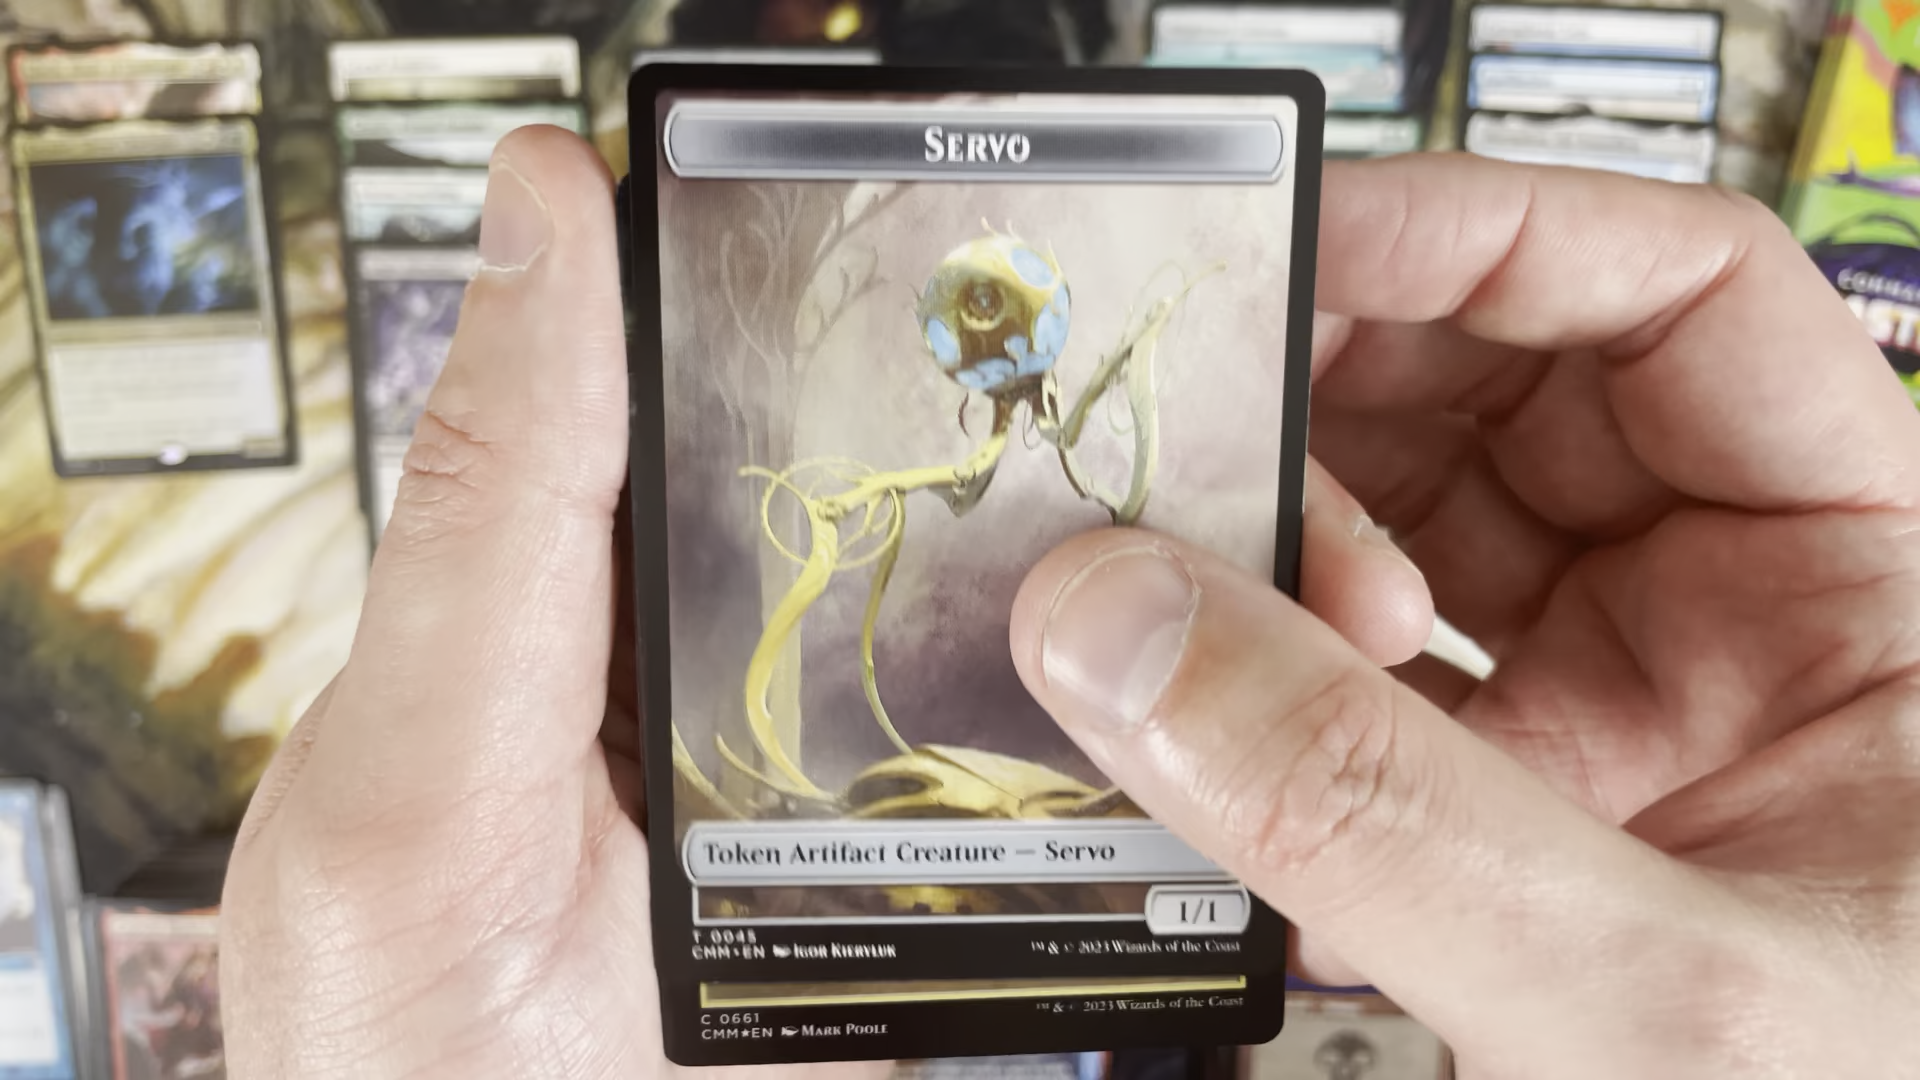 SERVO
Token Artifact Creature — Servo
1/1
T 0045
CMM • EN IGOR KIERYLUK
™ & © 2023 Wizards of the Coast
™ & © 2023 Wizards of the Coast
C 0661
CMM★EN MARK POOLE